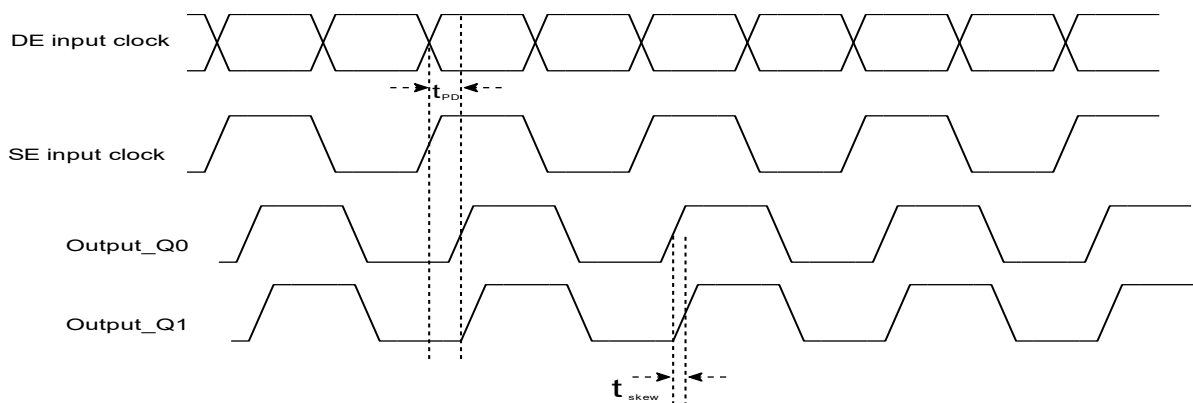 DE input clock
tPD
SE input clock
Output_Q0
Output_Q1
tskew